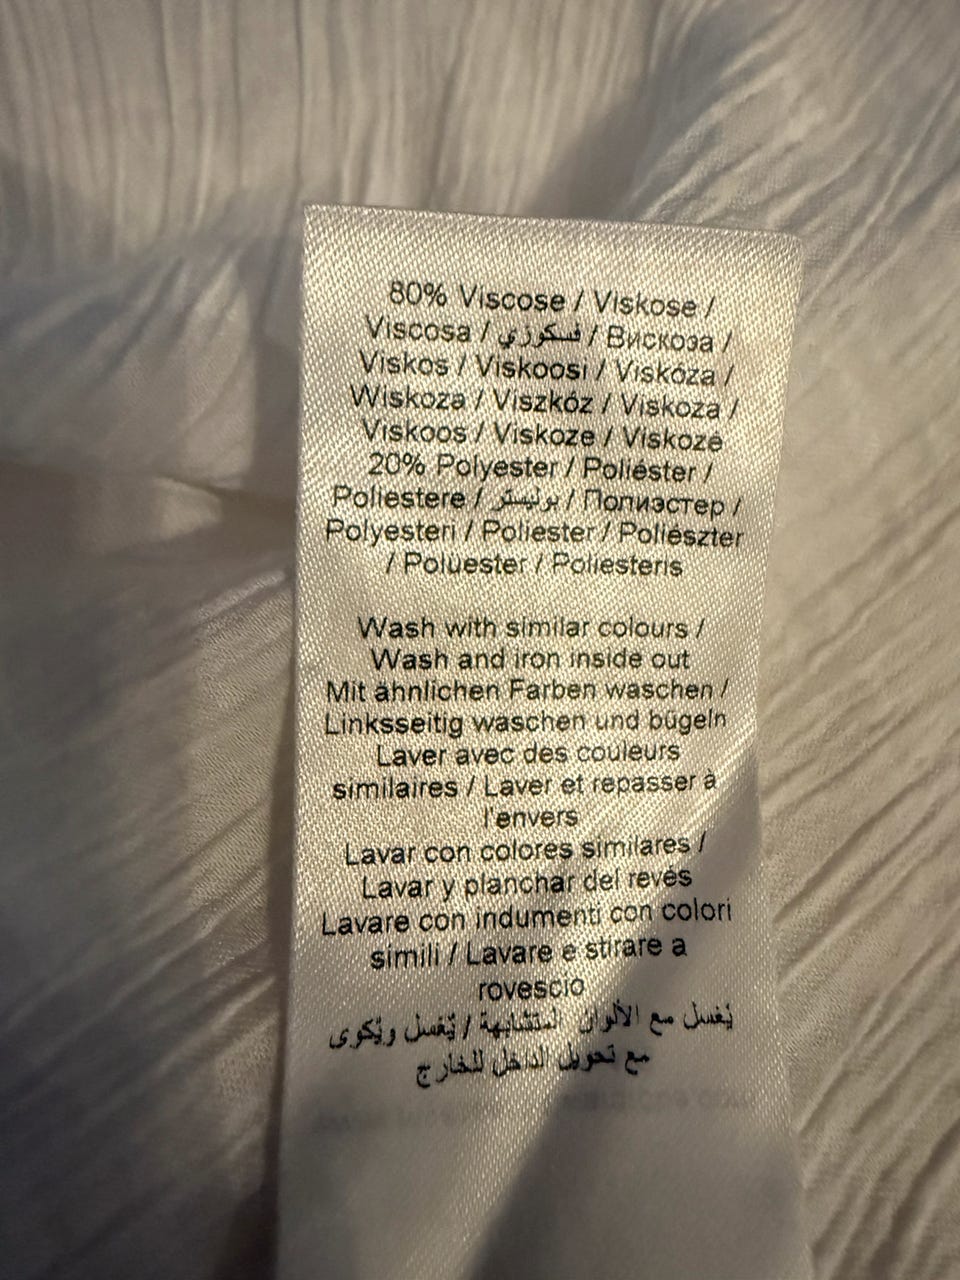 80% Viscose / Viskose /
Viscosa / فسكوزي / Вискоза /
Viskos / Viskoosi / Viskóza /
Wiskoza / Viszkóz / Viskoza /
Viskoos / Viskoze / Viskozė
20% Polyester / Poliéster /
Poliestere / بوليستر / Полиэстер /
Polyesteri / Poliester / Poliészter
/ Polüester / Poliesteris
Wash with similar colours /
Wash and iron inside out
Mit ähnlichen Farben waschen /
Linksseitig waschen und bügeln
Laver avec des couleurs
similaires / Laver et repasser à
l'envers
Lavar con colores similares /
Lavar y planchar del revés
Lavare con indumenti con colori
simili / Lavare e stirare a
rovescio
يُغسل مع الألوان المتشابهة / يُغسل ويُكوى
مع تحويل الداخل للخارج